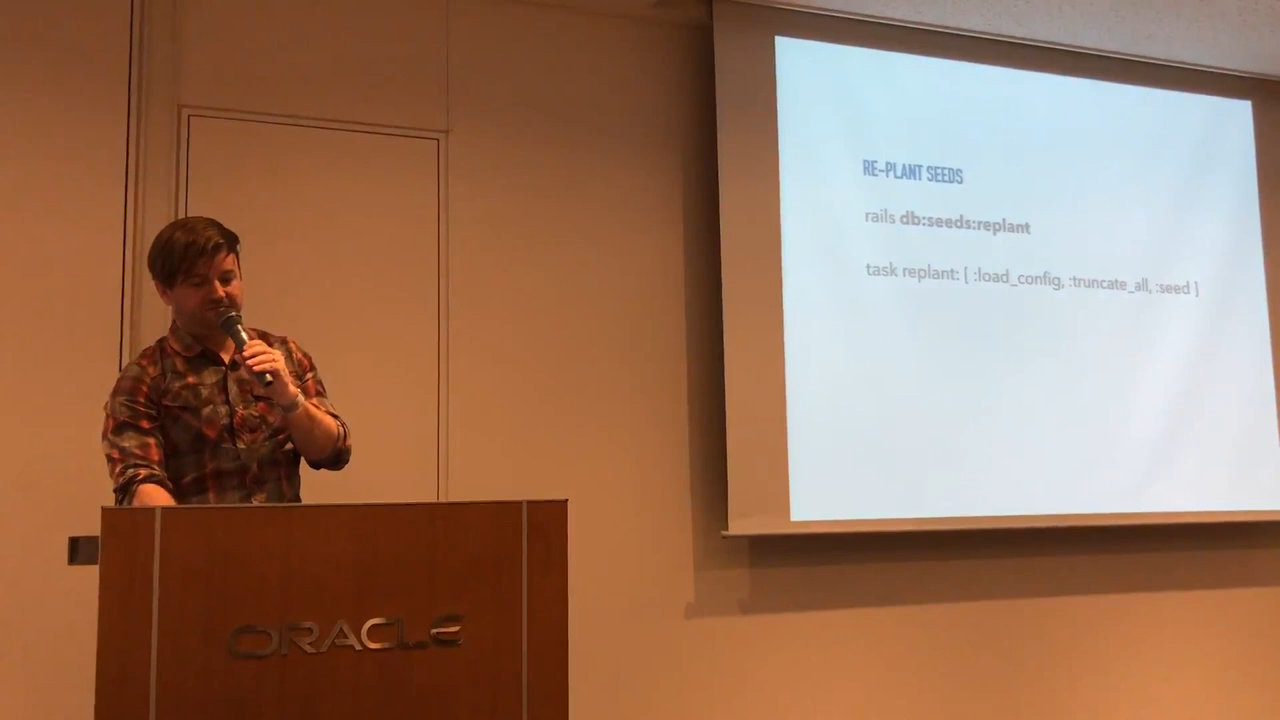 RE-PLANT SEEDS
rails db:seeds:replant
task replant: [ :load_config, :truncate_all, :seed ]
ORACLE